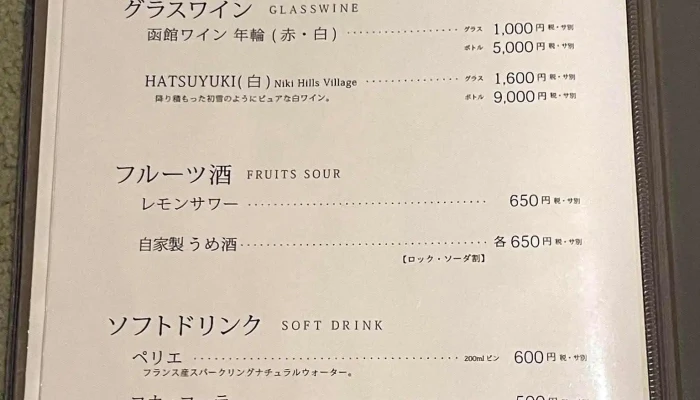 グラスワイン GLASSWINE
函館ワイン 年輪 (赤・白) ················ グラス 1,000円 税・サ別
ボトル 5,000円 税・サ別
HATSUYUKI(白) Niki Hills Village ············· グラス 1,600円 税・サ別
降り積もった初雪のようにピュアな白ワイン。 ボトル 9,000円 税・サ別
フルーツ酒 FRUITS SOUR
レモンサワー ································ 650円 税・サ別
自家製うめ酒 ································ 各650円 税・サ別
【ロック・ソーダ割】
ソフトドリンク SOFT DRINK
ペリエ ································ 200mlビン 600円 税・サ別
フランス産スパークリングナチュラルウォーター。